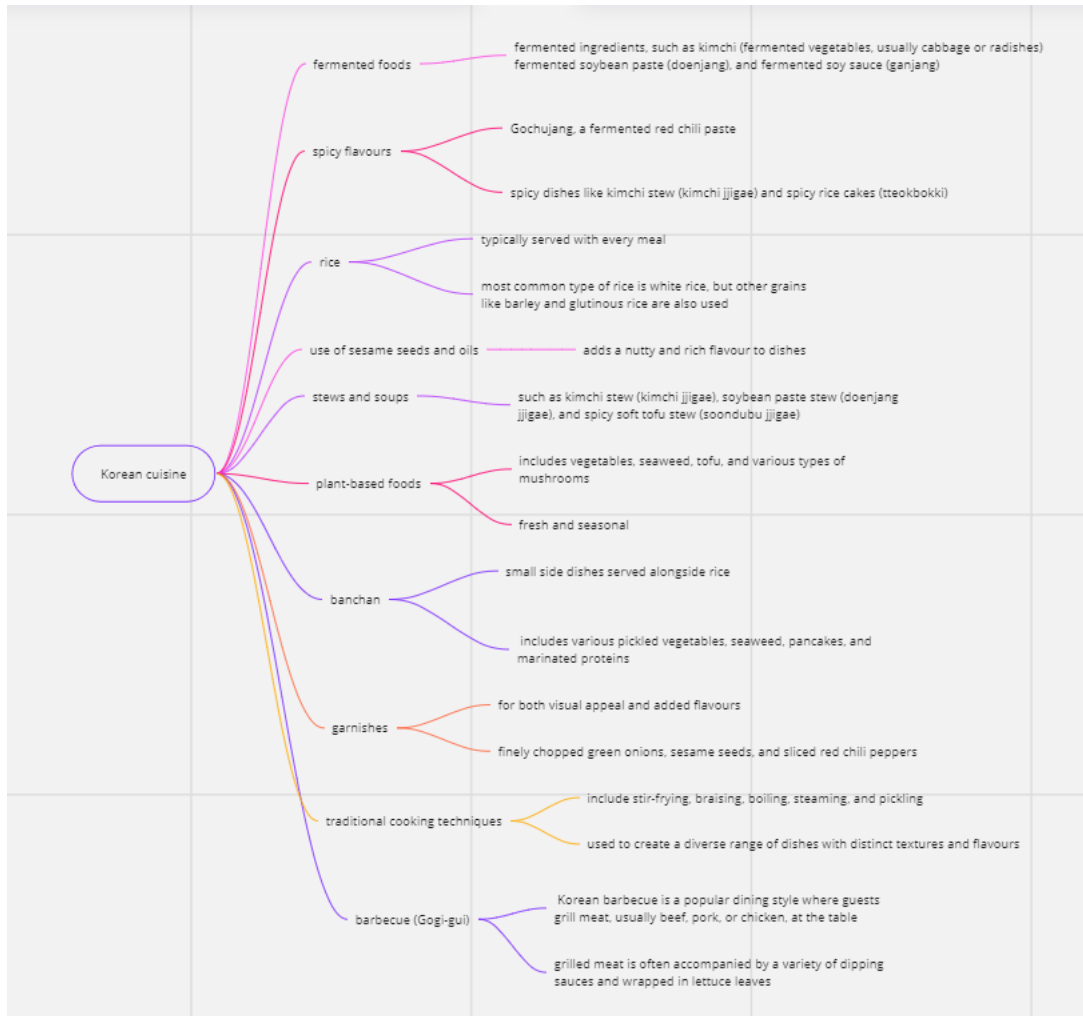 fermented foods
fermented ingredients, such as kimchi (fermented vegetables, usually cabbage or radishes)
fermented soybean paste (doenjang), and fermented soy sauce (ganjang)
spicy flavours
Gochujang, a fermented red chili paste
spicy dishes like kimchi stew (kimchi jjigae) and spicy rice cakes (tteokbokki)
rice
typically served with every meal
most common type of rice is white rice, but other grains
like barley and glutinous rice are also used
use of sesame seeds and oils
adds a nutty and rich flavour to dishes
stews and soups
such as kimchi stew (kimchi jjigae), soybean paste stew (doenjang
jjigae), and spicy soft tofu stew (soondubu jjigae)
Korean cuisine
plant-based foods
includes vegetables, seaweed, tofu, and various types of
mushrooms
fresh and seasonal
banchan
small side dishes served alongside rice
includes various pickled vegetables, seaweed, pancakes, and
marinated proteins
garnishes
for both visual appeal and added flavours
finely chopped green onions, sesame seeds, and sliced red chili peppers
traditional cooking techniques
include stir-frying, braising, boiling, steaming, and pickling
used to create a diverse range of dishes with distinct textures and flavours
barbecue (Gogi-gui)
Korean barbecue is a popular dining style where guests
grill meat, usually beef, pork, or chicken, at the table
grilled meat is often accompanied by a variety of dipping
sauces and wrapped in lettuce leaves